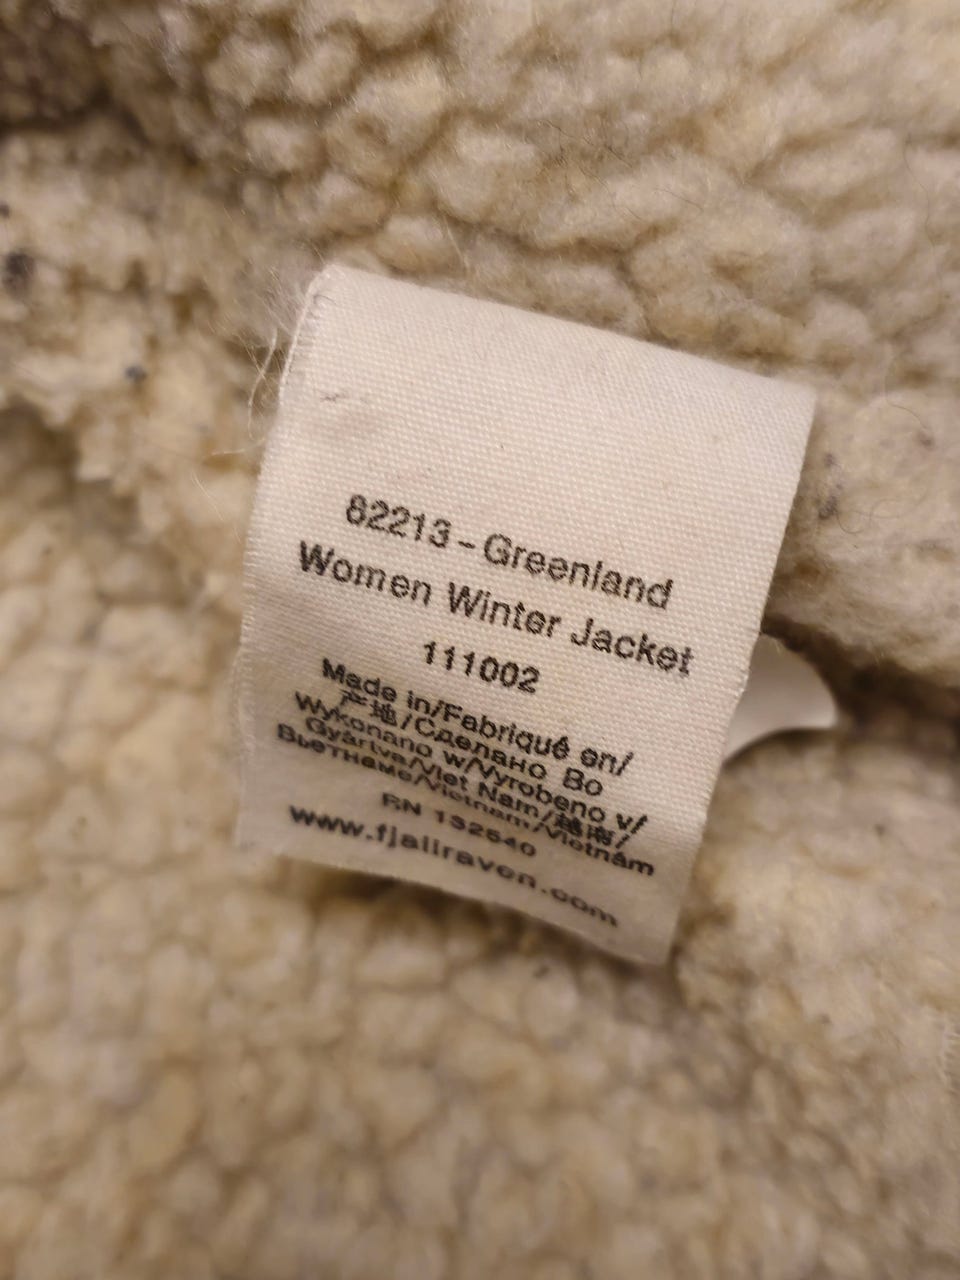 82213 – Greenland
Women Winter Jacket
111002
Made in/Fabriqué en/
产地/Сделано Во
Wykonano w/Vyrobeno v/
Gyártva/Viet Nam/越南/
Вьетнаме/Vietnam/Vietnám
RN 132540
www.fjallraven.com